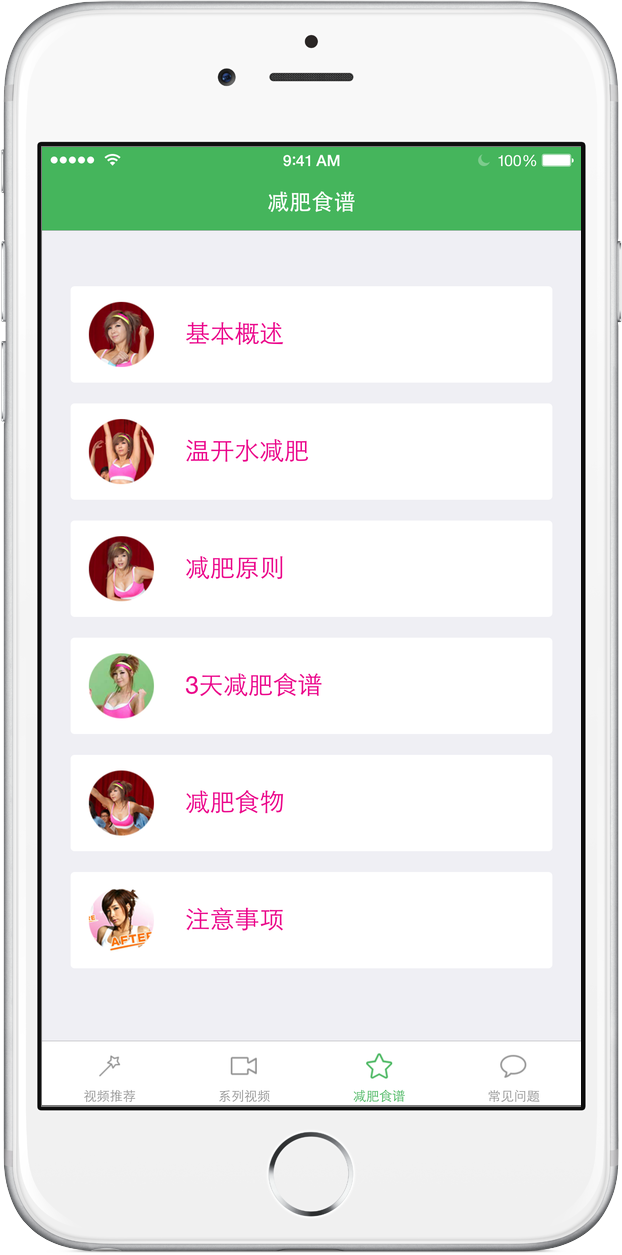 9:41 AM
100%
减肥食谱
基本概述
温开水减肥
减肥原则
3天减肥食谱
减肥食物
AFTER
注意事项
视频推荐
系列视频
减肥食谱
常见问题